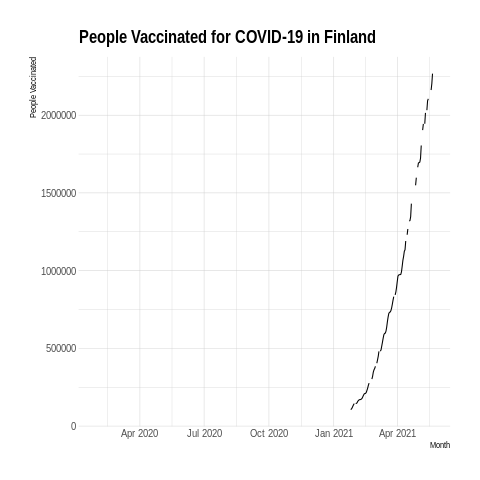 People Vaccinated for COVID-19 in Finland
People Vaccinated
2000000
1500000
1000000
500000
0
Apr 2020 Jul 2020 Oct 2020 Jan 2021 Apr 2021
Month